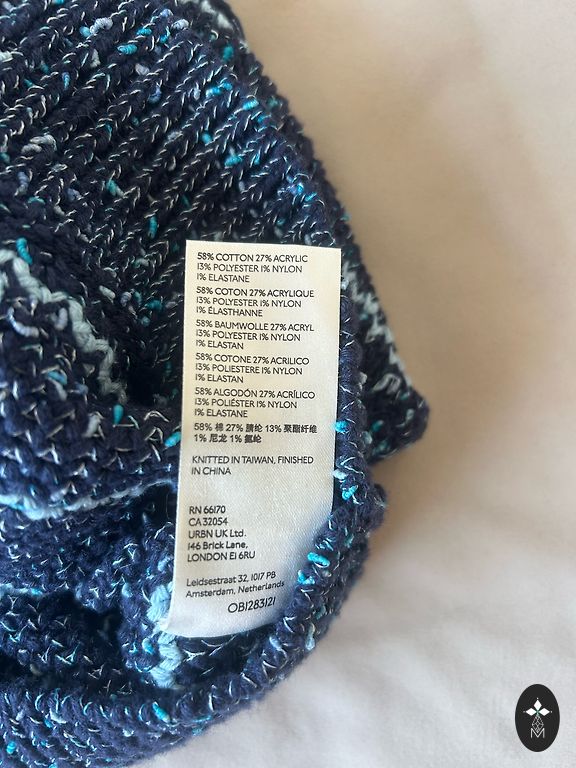 58% COTTON 27% ACRYLIC
13% POLYESTER 1% NYLON
1% ELASTANE
58% COTON 27% ACRYLIQUE
13% POLYESTER 1% NYLON
1% ÉLASTHANNE
58% BAUMWOLLE 27% ACRYL
13% POLYESTER 1% NYLON
1% ELASTAN
58% COTONE 27% ACRILICO
13% POLIESTERE 1% NYLON
1% ELASTAN
58% ALGODÓN 27% ACRÍLICO
13% POLIÉSTER 1% NYLON
1% ELASTANE
58% 棉 27% 腈纶 13% 聚酯纤维
1% 尼龙 1% 氨纶
KNITTED IN TAIWAN, FINISHED
IN CHINA
RN 66170
CA 32054
URBN UK Ltd.
146 Brick Lane,
LONDON E1 6RU
Leidsestraat 32, 1017 PB
Amsterdam, Netherlands
OB1283121
M